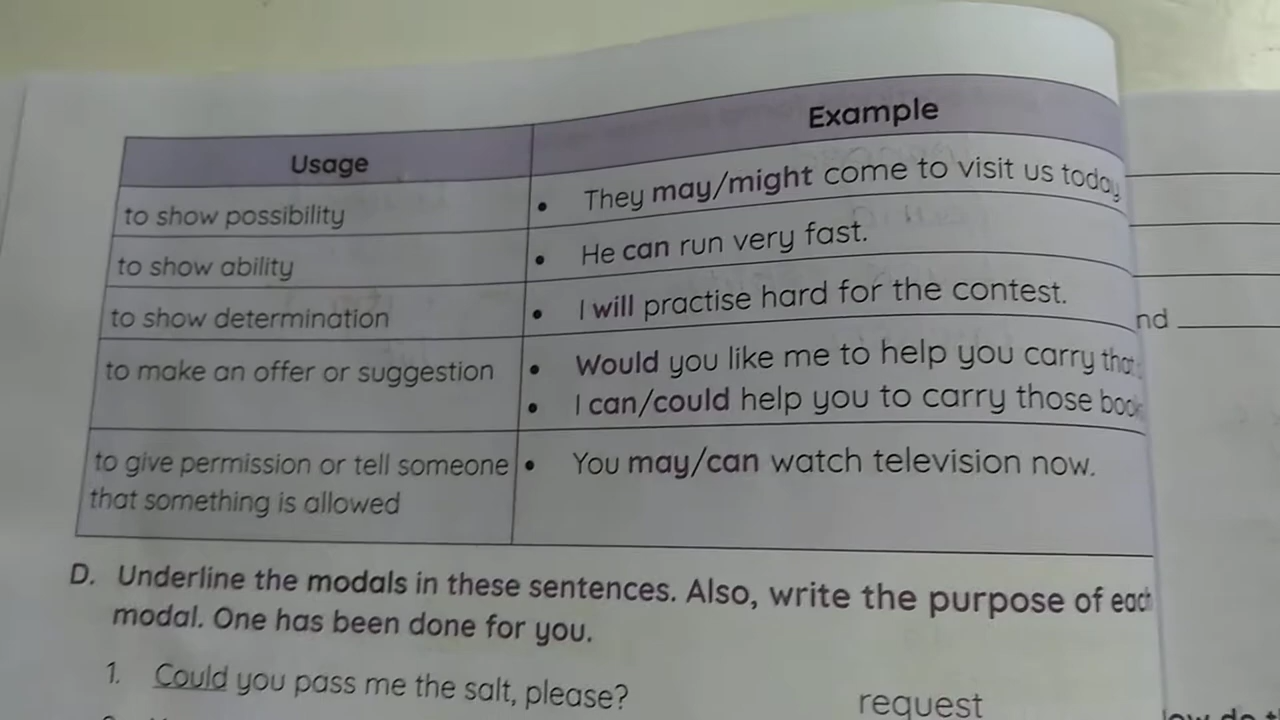 Usage Example
to show possibility • They may/might come to visit us today
to show ability • He can run very fast.
to show determination • I will practise hard for the contest.
to make an offer or suggestion • Would you like me to help you carry
• I can/could help you to carry those
to give permission or tell someone • You may/can watch television now.
that something is allowed
D. Underline the modals in these sentences. Also, write the purpose of each
modal. One has been done for you.
1. Could you pass me the salt, please? request
nd